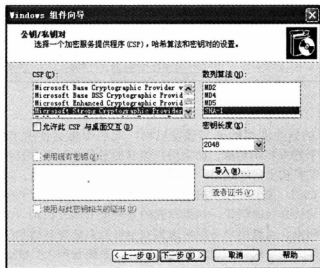 Windows 组件向导
公钥/私钥对
选择一个加密服务提供程序(CSP),哈希算法和密钥对的设置。
CSP(C):
Microsoft Base Cryptographic Provider v
Microsoft Base DSS Cryptographic Provid
Microsoft Enhanced Cryptographic Provid
Microsoft Strong Cryptographic Provider
允许此 CSP 与桌面交互(D)
使用现有密钥(U):
使用与此密钥相关的证书(U)
散列算法(H):
MD2
MD4
MD5
SHA-1
密钥长度(K):
2048
导入(M)...
查看证书(V)
<上一步(B)
下一步(N)>
取消
帮助